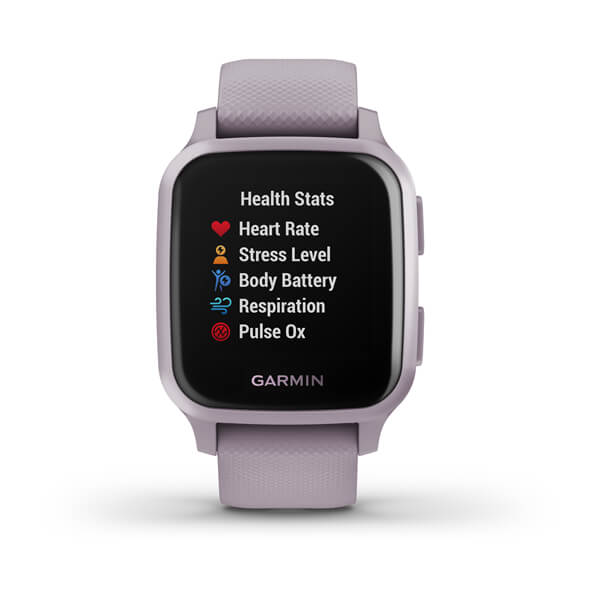 Health Stats
Heart Rate
Stress Level
Body Battery
Respiration
Pulse Ox
GARMIN